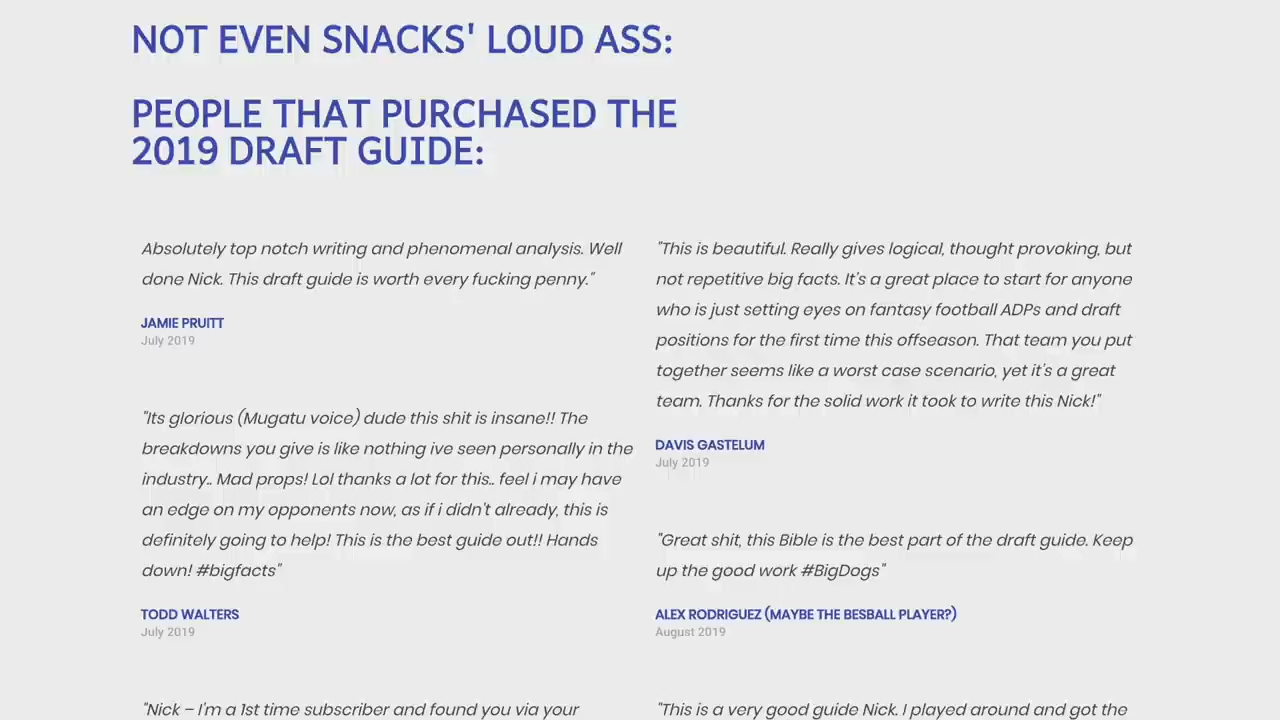 NOT EVEN SNACKS' LOUD ASS:
PEOPLE THAT PURCHASED THE
2019 DRAFT GUIDE:
Absolutely top notch writing and phenomenal analysis. Well
done Nick. This draft guide is worth every fucking penny."
JAMIE PRUITT
July 2019
"Its glorious (Mugatu voice) dude this shit is insane!! The
breakdowns you give is like nothing ive seen personally in the
industry.. Mad props! Lol thanks a lot for this.. feel i may have
an edge on my opponents now, as if i didn't already, this is
definitely going to help! This is the best guide out!! Hands
down! #bigfacts"
TODD WALTERS
July 2019
"Nick – I'm a 1st time subscriber and found you via your
"This is beautiful. Really gives logical, thought provoking, but
not repetitive big facts. It's a great place to start for anyone
who is just setting eyes on fantasy football ADPs and draft
positions for the first time this offseason. That team you put
together seems like a worst case scenario, yet it's a great
team. Thanks for the solid work it took to write this Nick!"
DAVIS GASTELUM
July 2019
"Great shit, this Bible is the best part of the draft guide. Keep
up the good work #BigDogs"
ALEX RODRIGUEZ (MAYBE THE BESBALL PLAYER?)
August 2019
"This is a very good guide Nick. I played around and got the